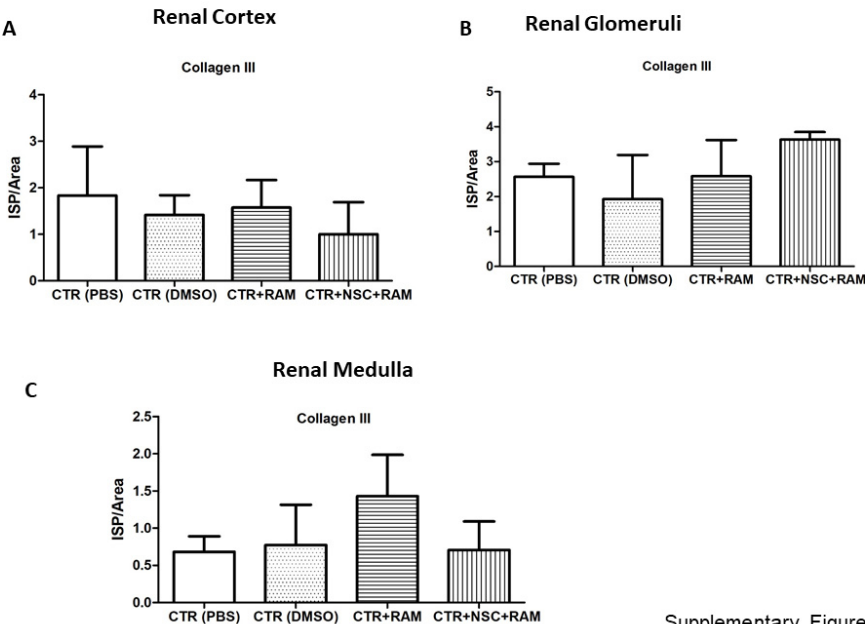 Renal Cortex
A
Collagen III
4
3
2
1
0
ISP/Area
CTR (PBS) CTR (DMSO) CTR+RAM CTR+NSC+RAM
Renal Glomeruli
B
Collagen III
5
4
3
2
1
0
ISP/Area
CTR (PBS) CTR (DMSO) CTR+RAM CTR+NSC+RAM
Renal Medulla
C
Collagen III
2.5
2.0
1.5
1.0
0.5
0.0
ISP/Area
CTR (PBS) CTR (DMSO) CTR+RAM CTR+NSC+RAM
Supplementary Figure